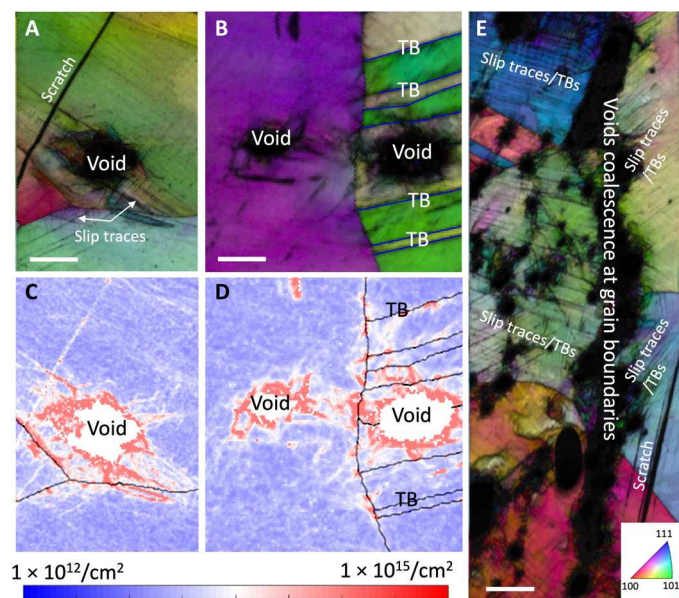 A
Scratch
Void
Slip traces
B
TB
TB
Void
Void
TB
TB
C
Void
D
TB
Void
Void
TB
E
Slip traces/TBs
Slip traces
/TBs
Voids coalescence at grain boundaries
Slip traces/TBs
Slip traces
/TBs
Scratch
111
100
101
1 × 10¹²/cm²
1 × 10¹⁵/cm²